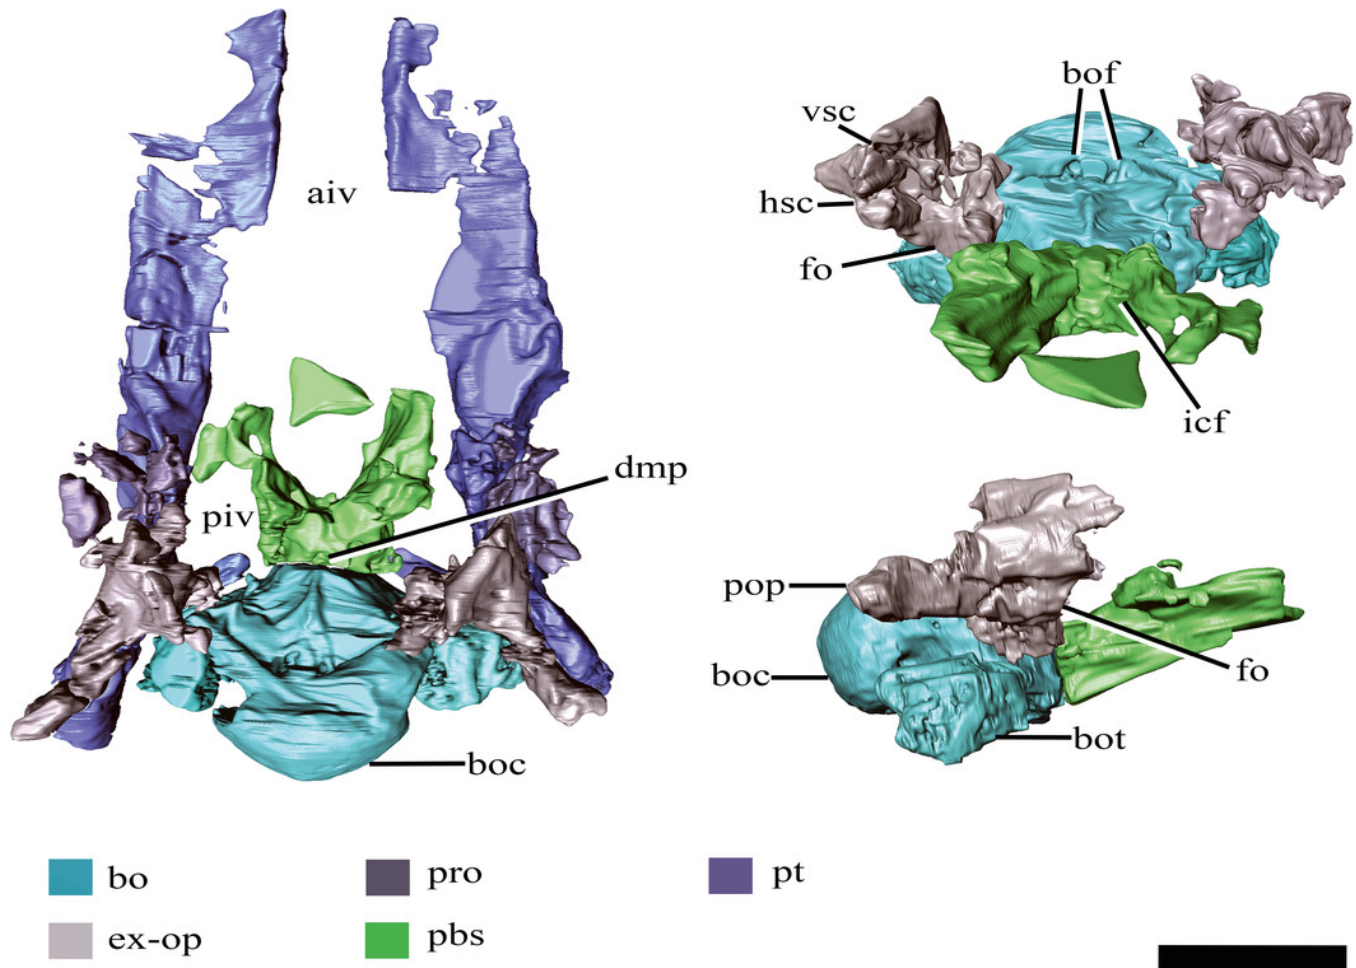 aiv
piv
dmp
boc
bof
vsc
hsc
fo
icf
pop
boc
fo
bot
bo
pro
pt
ex-op
pbs